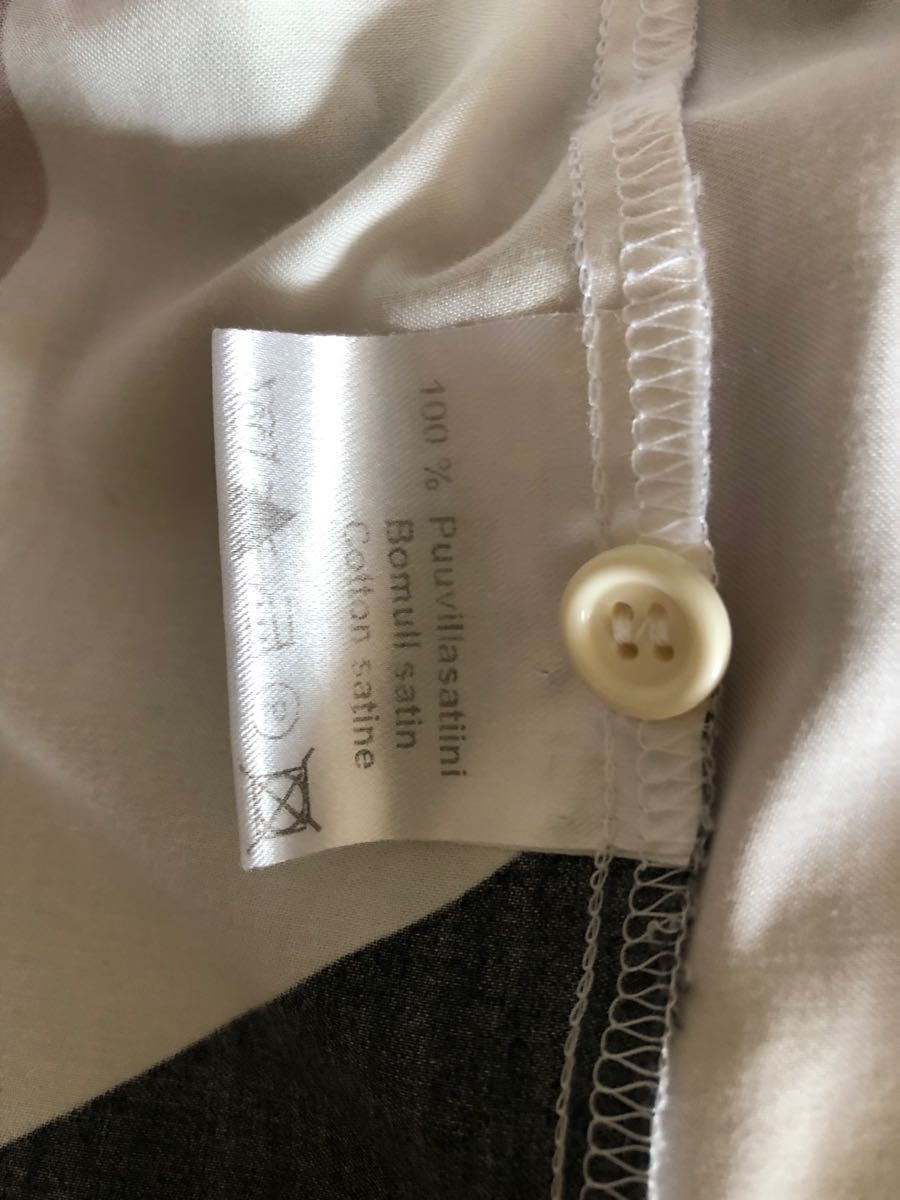 100 % Puuvillasatiini
Bomull satin
Cotton satine
P